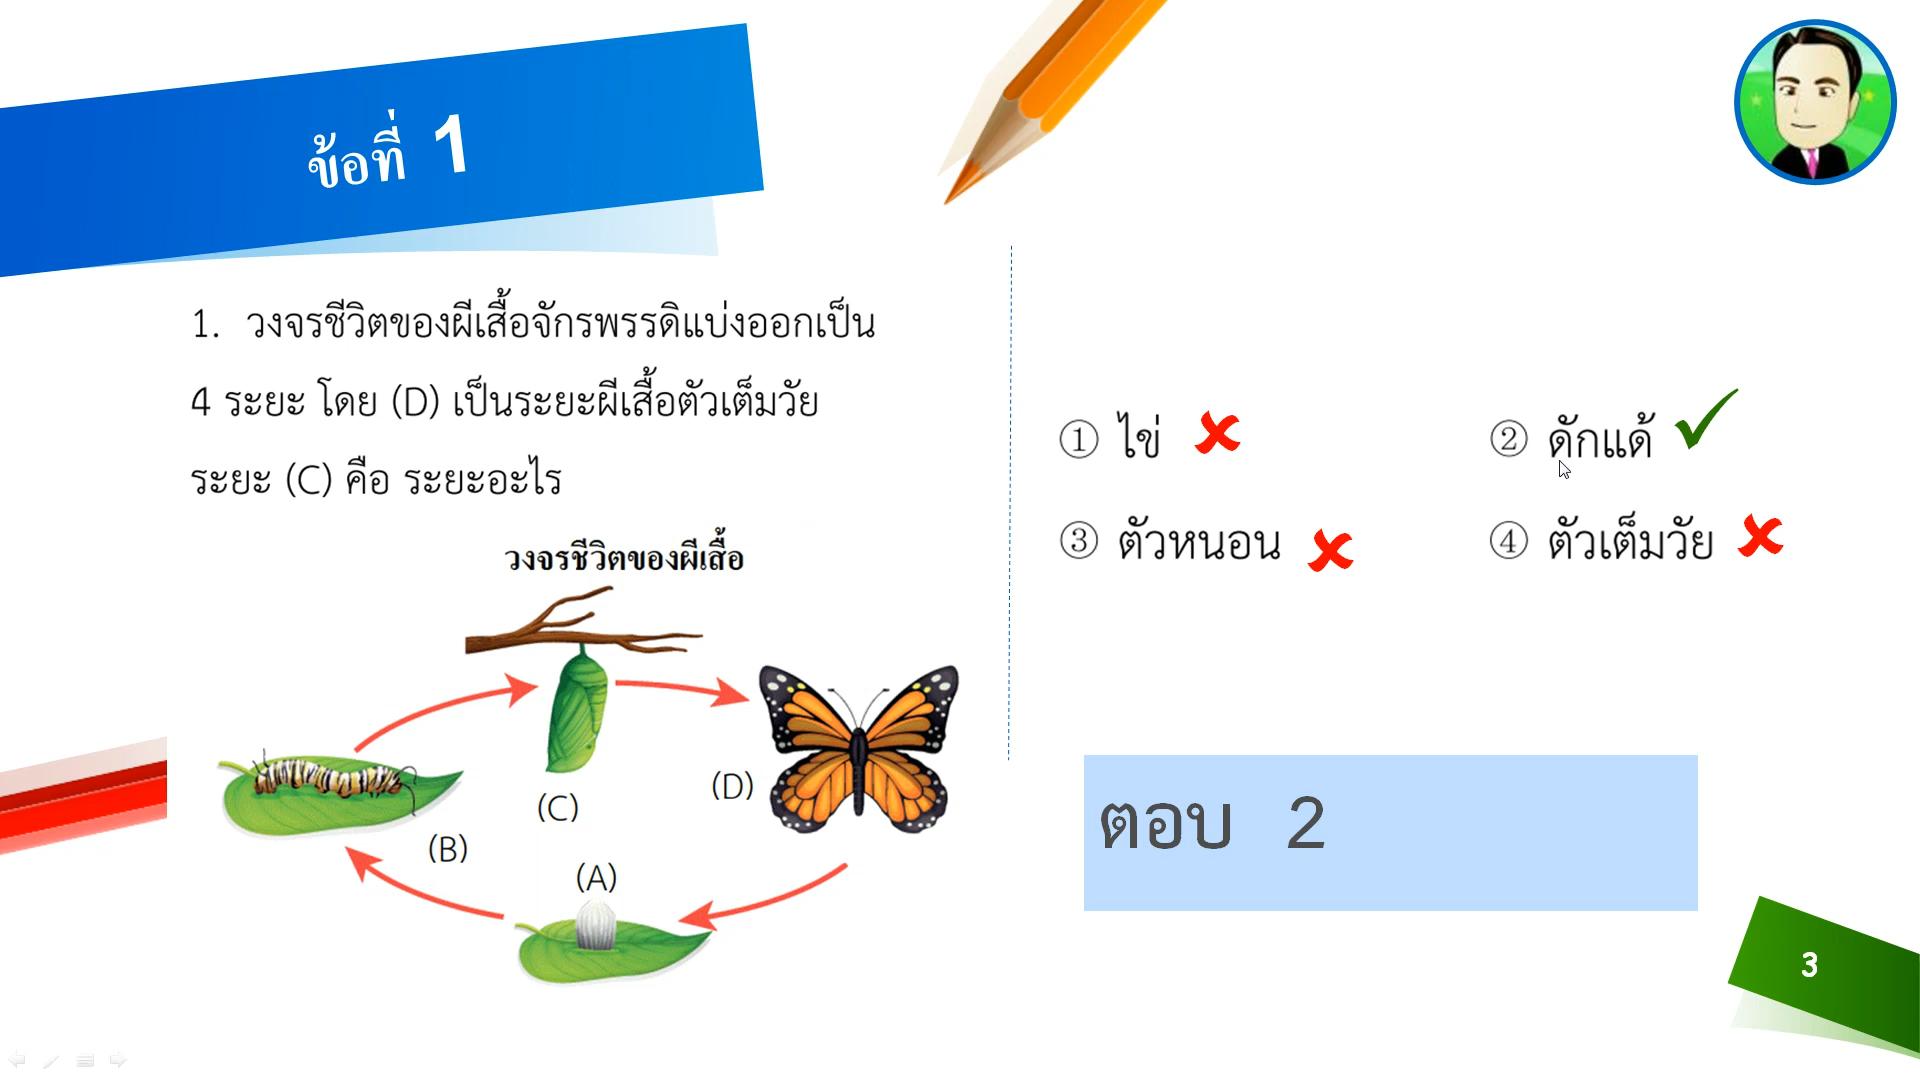 ข้อที่ 1
1. วงจรชีวิตของผีเสื้อจักรพรรดิแบ่งออกเป็น
4 ระยะ โดย (D) เป็นระยะผีเสื้อตัวเต็มวัย
ระยะ (C) คือ ระยะอะไร
วงจรชีวิตของผีเสื้อ
(C)
(D)
(B)
(A)
① ไข่
② ดักแด้
③ ตัวหนอน
④ ตัวเต็มวัย
ตอบ 2
3